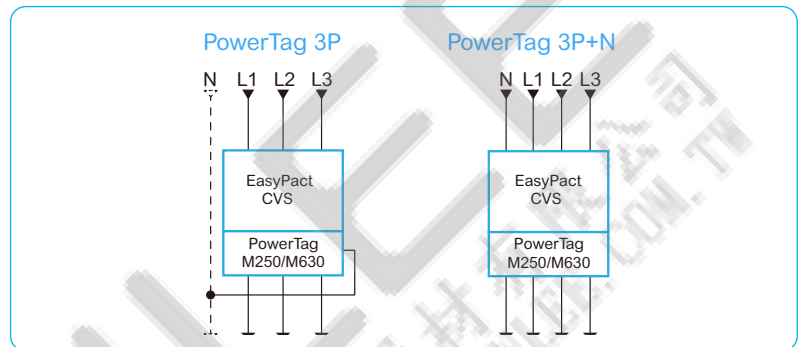 PowerTag 3P
PowerTag 3P+N
N L1 L2 L3
N L1 L2 L3
EasyPact
CVS
EasyPact
CVS
PowerTag
M250/M630
PowerTag
M250/M630